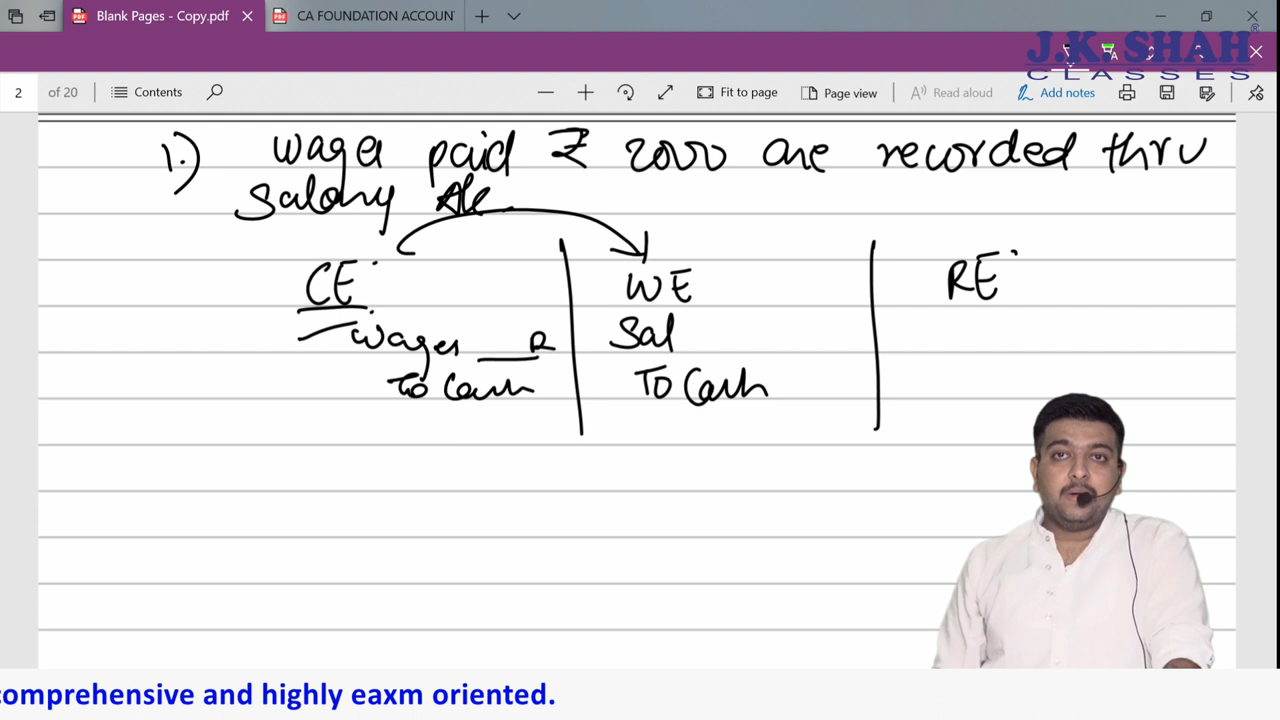 Blank Pages - Copy.pdf
CA FOUNDATION ACCOUNT
J.K. SHAH®
CLASSES
2 of 20
Contents
Fit to page
Page view
Read aloud
Add notes
1.) wages paid ₹ 2000 are recorded thru
salary A/c
CE
WE
RE
Wages
To Cash
Sal
To Cash
comprehensive and highly eaxm oriented.